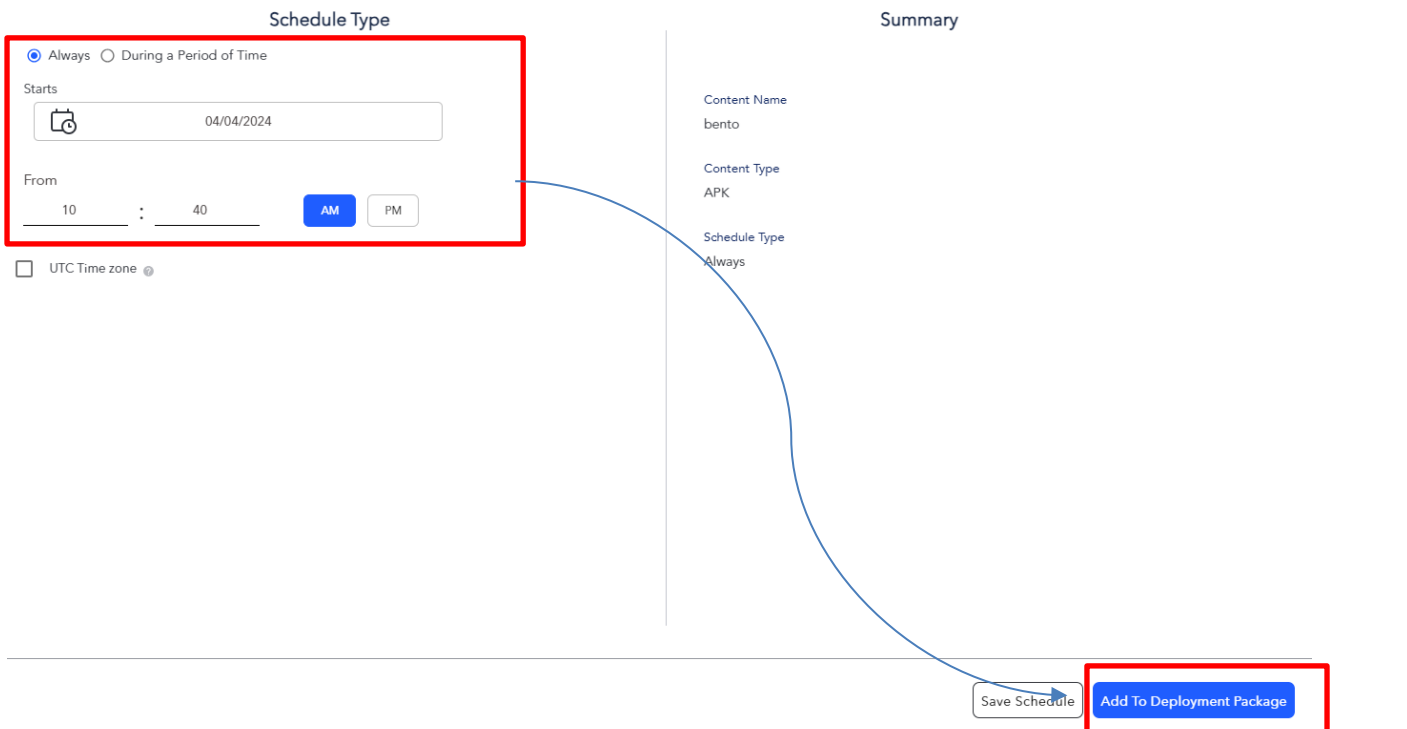 Schedule Type
Always During a Period of Time
Starts
04/04/2024
From
10 : 40 AM PM
UTC Time zone ?
Summary
Content Name
bento
Content Type
APK
Schedule Type
Always
Save Schedule Add To Deployment Package